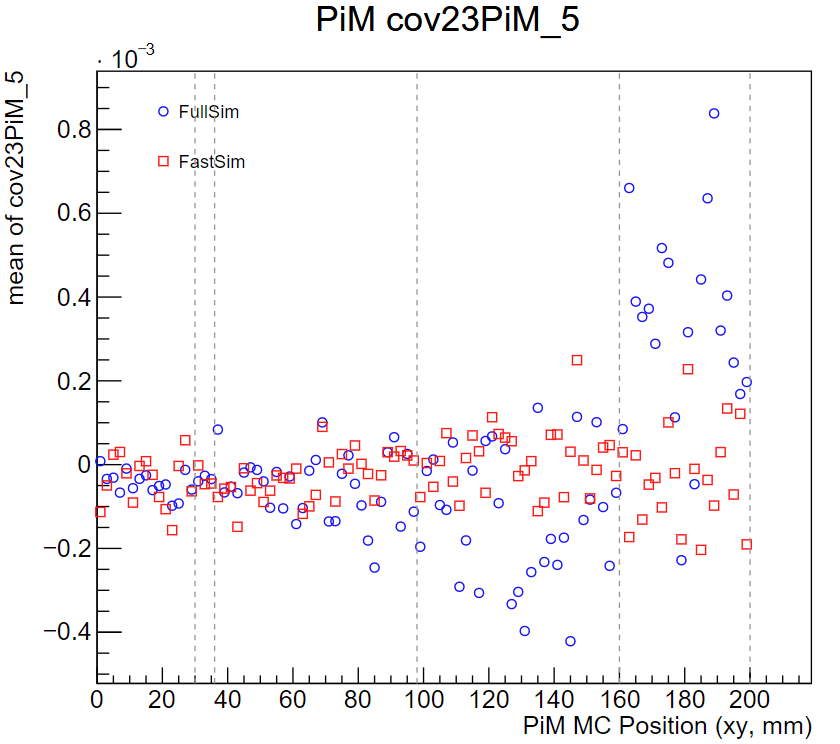 PiM cov23PiM_5
· 10⁻³
mean of cov23PiM_5
FullSim
FastSim
0.8
0.6
0.4
0.2
0
−0.2
−0.4
0 20 40 60 80 100 120 140 160 180 200
PiM MC Position (xy, mm)